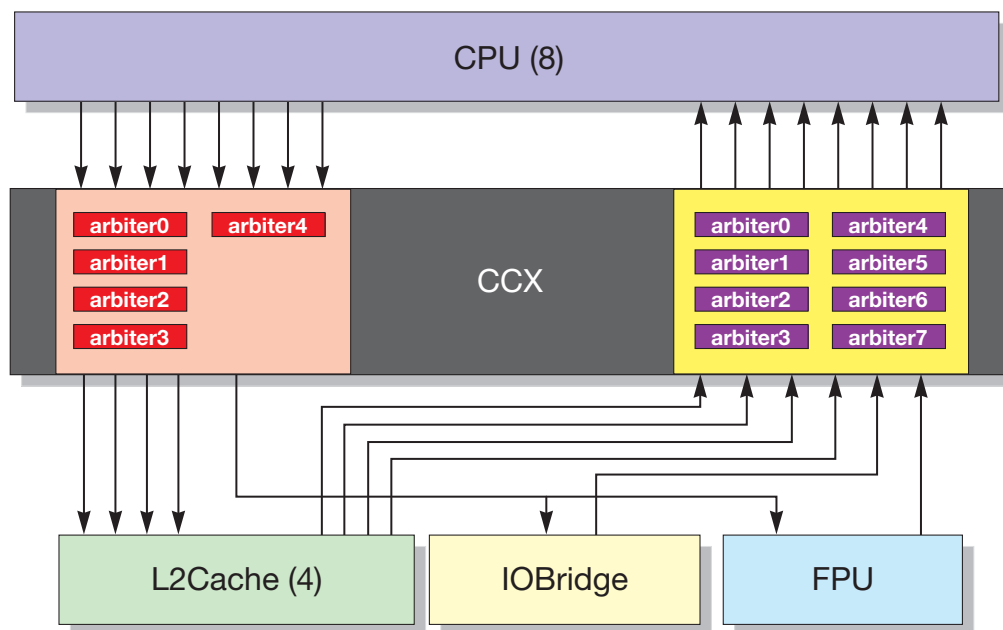 CPU (8)
arbiter0
arbiter4
arbiter1
arbiter2
arbiter3
CCX
arbiter0
arbiter4
arbiter1
arbiter5
arbiter2
arbiter6
arbiter3
arbiter7
L2Cache (4)
IOBridge
FPU